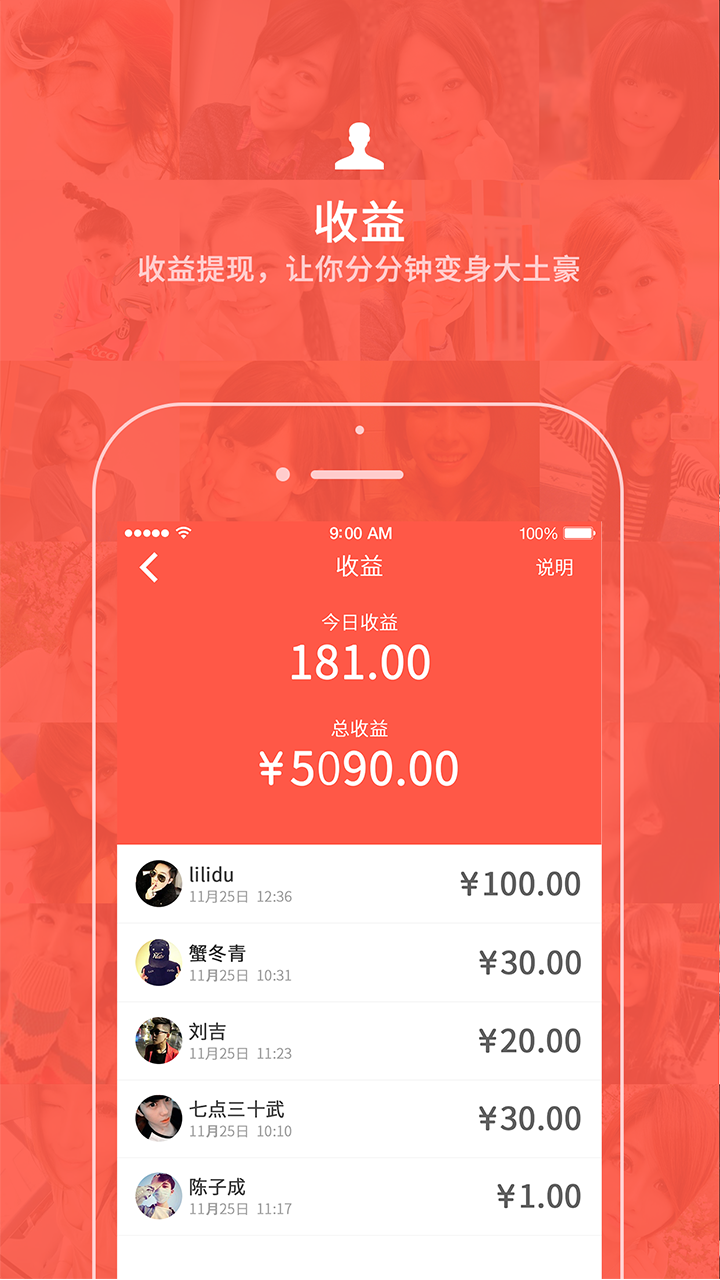 收益
收益提现，让你分分钟变身大土豪
9:00 AM
100%
收益
说明
今日收益
181.00
总收益
¥5090.00
lilidu
¥100.00
11月25日 12:36
蟹冬青
¥30.00
11月25日 10:31
刘吉
¥20.00
11月25日 11:23
七点三十武
¥30.00
11月25日 10:10
陈子成
¥1.00
11月25日 11:17